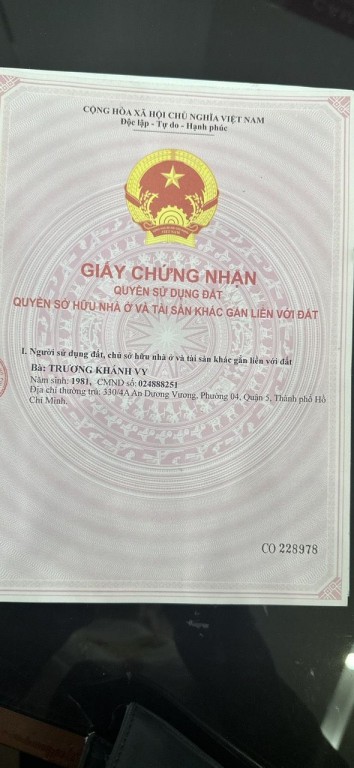 CỘNG HÒA XÃ HỘI CHỦ NGHĨA VIỆT NAM
Độc lập - Tự do - Hạnh phúc
GIẤY CHỨNG NHẬN
QUYỀN SỬ DỤNG ĐẤT
QUYỀN SỞ HỮU NHÀ Ở VÀ TÀI SẢN KHÁC GẮN LIỀN VỚI ĐẤT
I. Người sử dụng đất, chủ sở hữu nhà ở và tài sản khác gắn liền với đất
Bà: TRƯƠNG KHÁNH VY
Năm sinh: 1981, CMND số: 024888251
Địa chỉ thường trú: 330/4A An Dương Vương, Phường 04, Quận 5, Thành phố Hồ
Chí Minh.
CO 228978